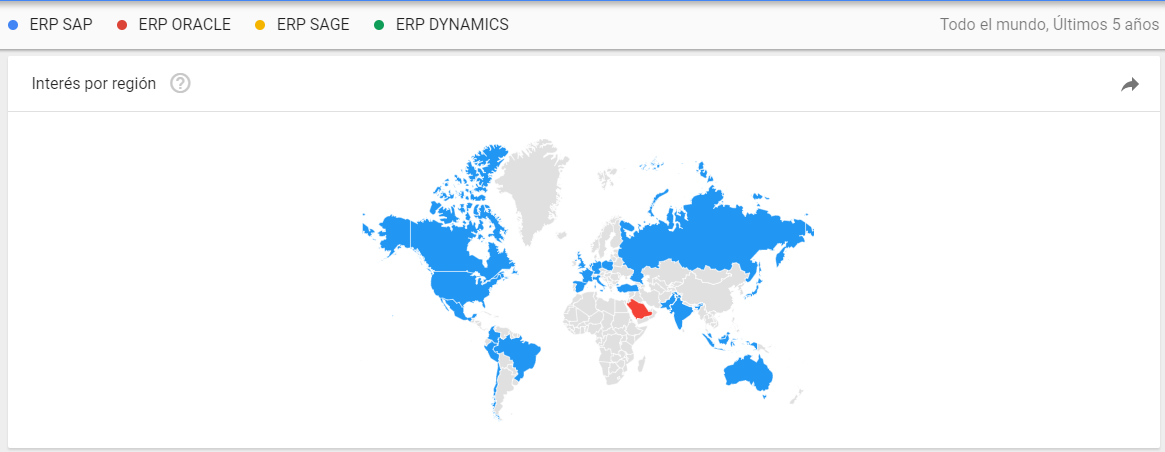 ERP SAP ERP ORACLE ERP SAGE ERP DYNAMICS Todo el mundo, Últimos 5 años
Interés por región ?